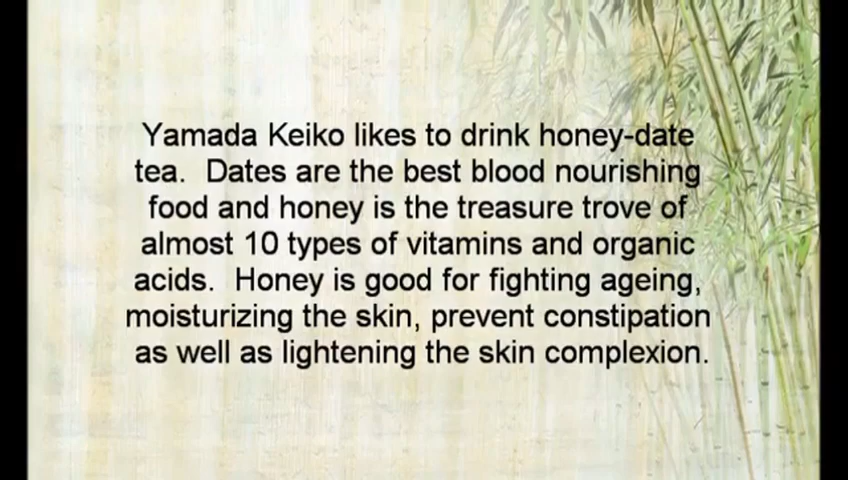 Yamada Keiko likes to drink honey-date
tea.  Dates are the best blood nourishing
food and honey is the treasure trove of
almost 10 types of vitamins and organic
acids.  Honey is good for fighting ageing,
moisturizing the skin, prevent constipation
as well as lightening the skin complexion.